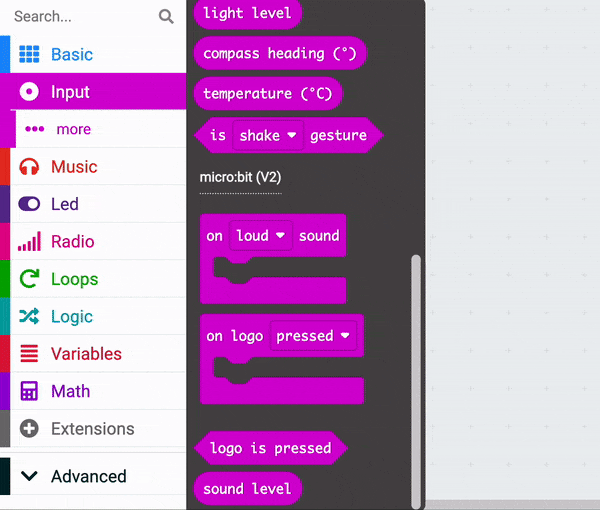 Search...
Basic
Input
more
Music
Led
Radio
Loops
Logic
Variables
Math
Extensions
Advanced
light level
compass heading (°)
temperature (°C)
is shake gesture
micro:bit (V2)
on loud sound
on logo pressed
logo is pressed
sound level